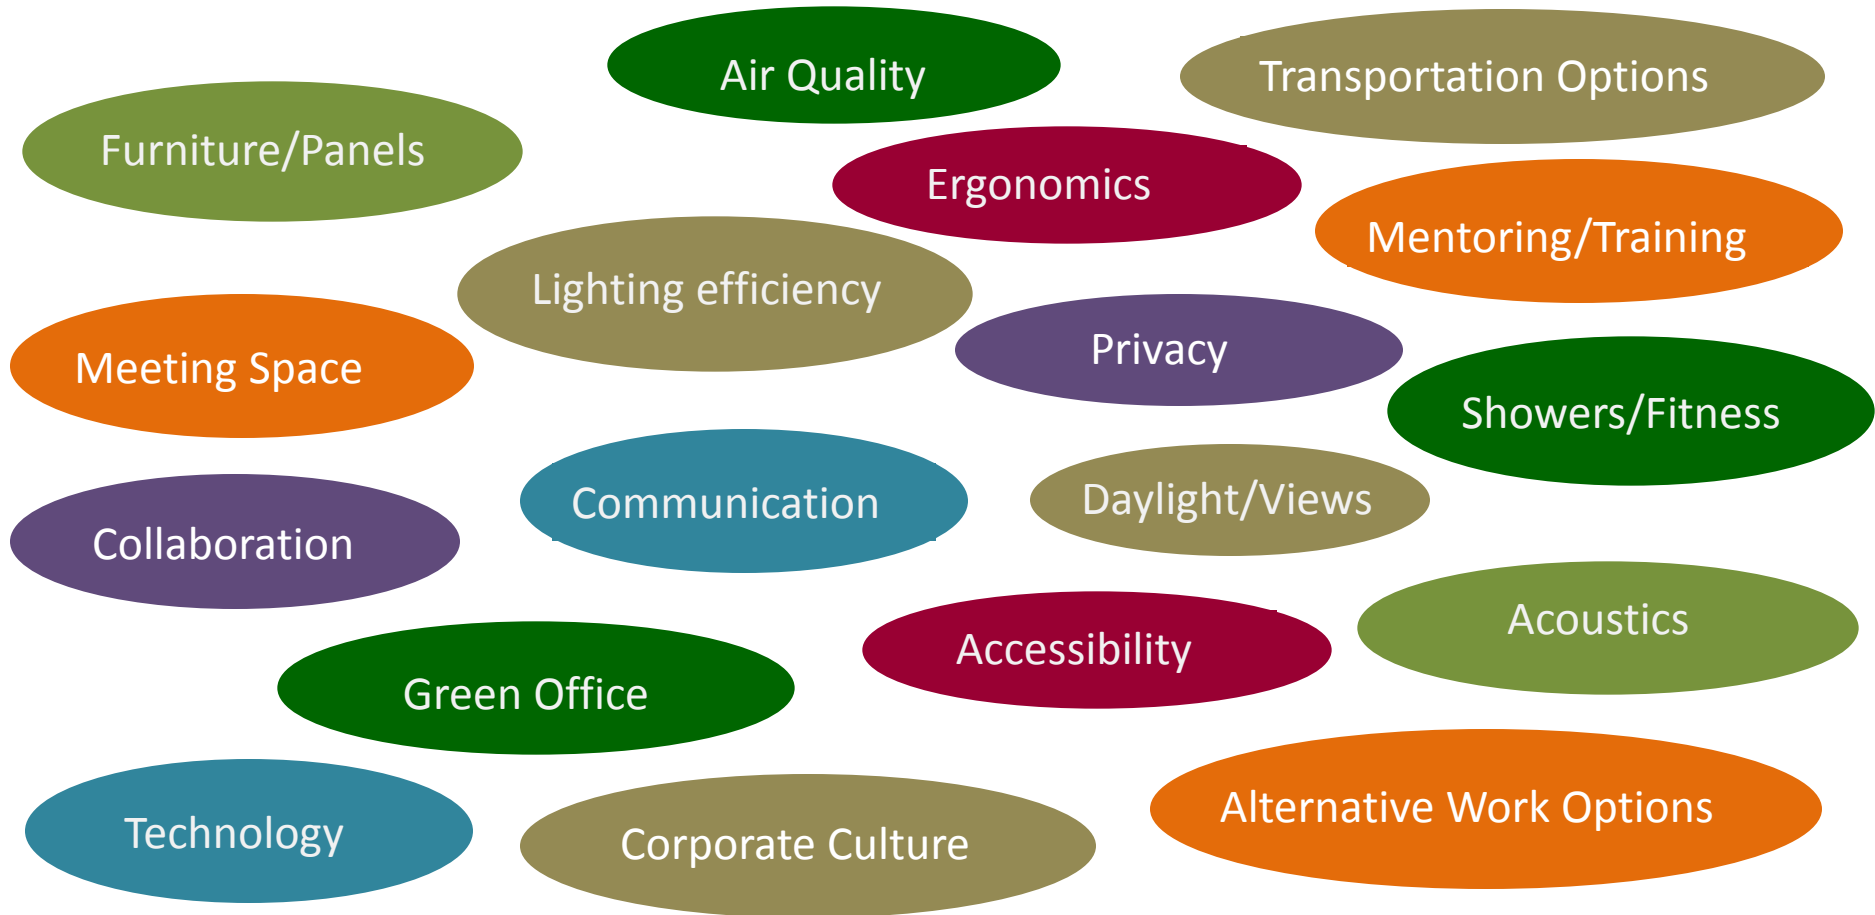 Air Quality
Transportation Options
Furniture/Panels
Ergonomics
Mentoring/Training
Lighting efficiency
Privacy
Meeting Space
Showers/Fitness
Communication
Daylight/Views
Collaboration
Acoustics
Accessibility
Green Office
Alternative Work Options
Technology
Corporate Culture